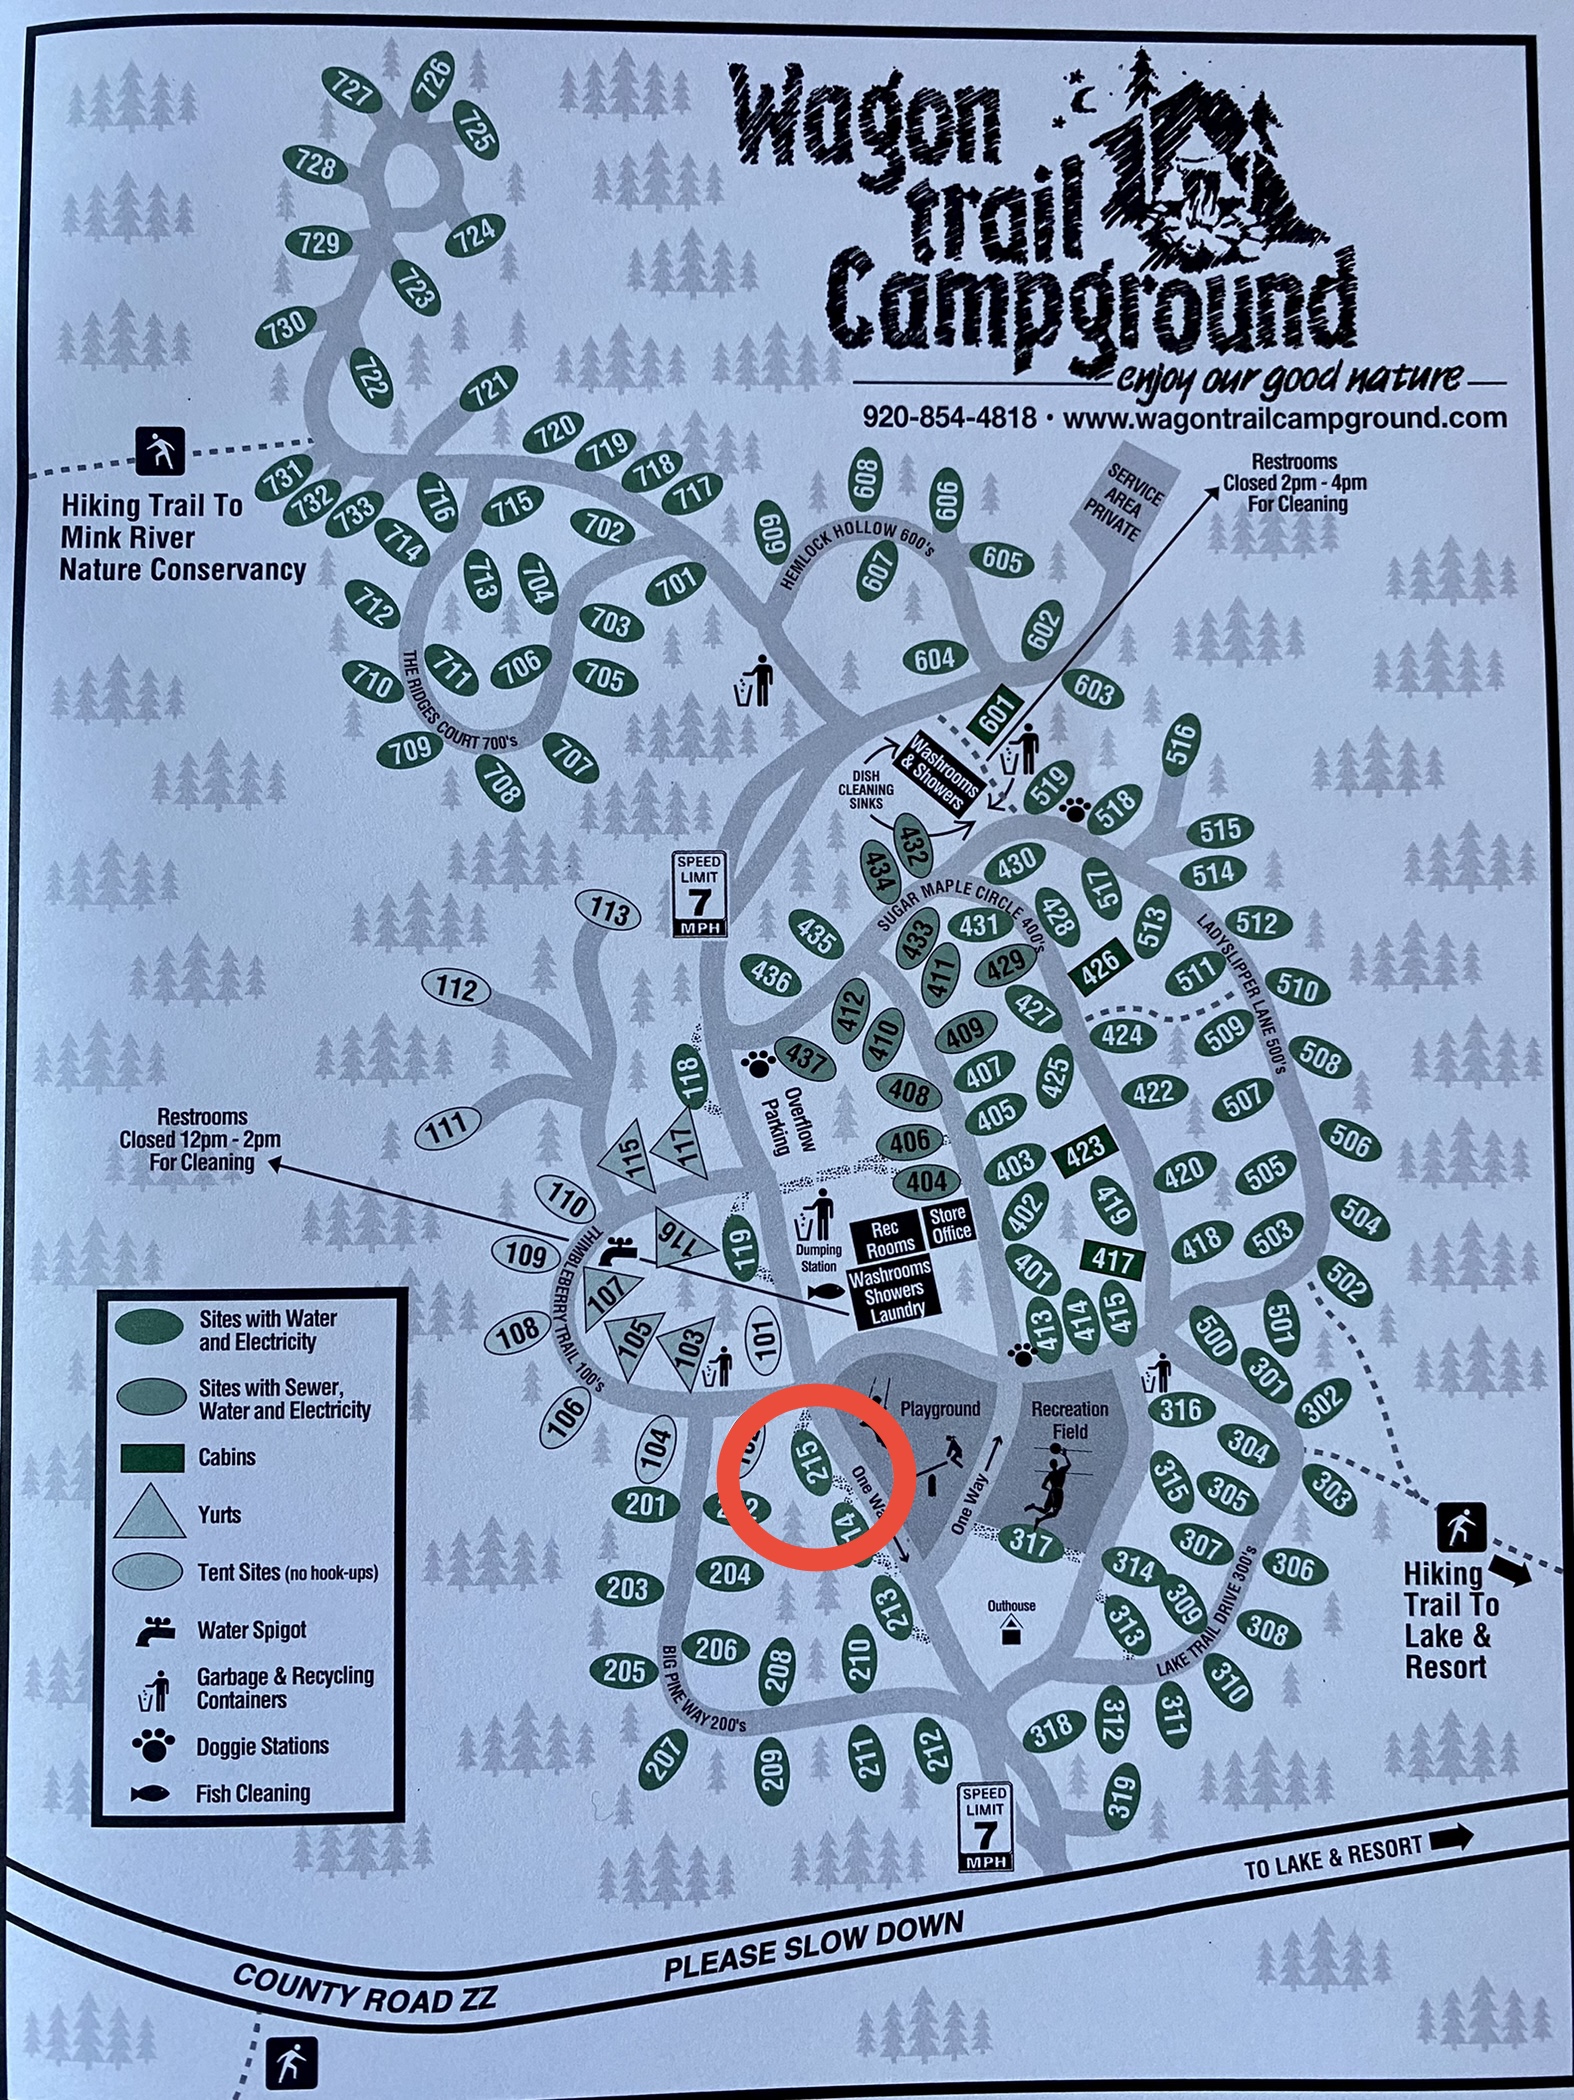 Wagon
trail
Campground
enjoy our good nature
920-854-4818 • www.wagontrailcampground.com
727
726
725
728
729
724
723
730
722
721
720
719
718
717
731
732
733
716
715
702
714
713
704
701
712
703
711
706
705
710
709
708
707
THE RIDGES COURT 700's
Hiking Trail To
Mink River
Nature Conservancy
608
606
609
HEMLOCK HOLLOW 600's
607
605
602
604
603
601
SERVICE
AREA
PRIVATE
Restrooms
Closed 2pm - 4pm
For Cleaning
Washrooms
& Showers
DISH
CLEANING
SINKS
516
519
518
515
517
514
513
512
511
510
509
508
507
506
505
504
503
502
501
500
LADYSLIPPER LANE 500's
432
434
430
SUGAR MAPLE CIRCLE 400's
435
433
431
428
436
411
429
426
412
427
410
409
424
437
407
425
422
408
405
406
403
423
420
404
402
419
418
401
417
413
414
415
SPEED
LIMIT
7
MPH
113
112
118
111
115
117
110
109
116
119
107
108
105
103
101
106
104
THIMBLEBERRY TRAIL 100's
Overflow
Parking
Dumping
Station
Rec
Rooms
Store
Office
Washrooms
Showers
Laundry
Restrooms
Closed 12pm - 2pm
For Cleaning
Playground
Recreation
Field
One Way
301
302
316
304
303
315
305
317
307
306
314
309
313
308
310
318
312
311
319
LAKE TRAIL DRIVE 300's
Outhouse
215
201
204
203
213
206
205
208
210
207
209
211
212
BIG PINE WAY 200's
Hiking
Trail To
Lake &
Resort
Sites with Water
and Electricity
Sites with Sewer,
Water and Electricity
Cabins
Yurts
Tent Sites (no hook-ups)
Water Spigot
Garbage & Recycling
Containers
Doggie Stations
Fish Cleaning
SPEED
LIMIT
7
MPH
TO LAKE & RESORT
PLEASE SLOW DOWN
COUNTY ROAD ZZ